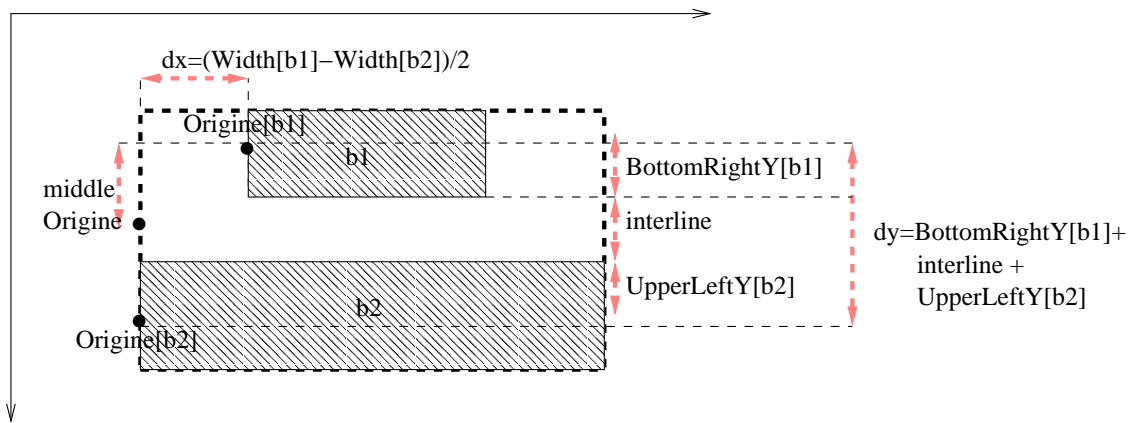 dx=(Width[b1]−Width[b2])/2
Origine[b1]
b1
BottomRightY[b1]
middle
Origine
interline
dy=BottomRightY[b1]+
interline +
UpperLeftY[b2]
UpperLeftY[b2]
b2
Origine[b2]